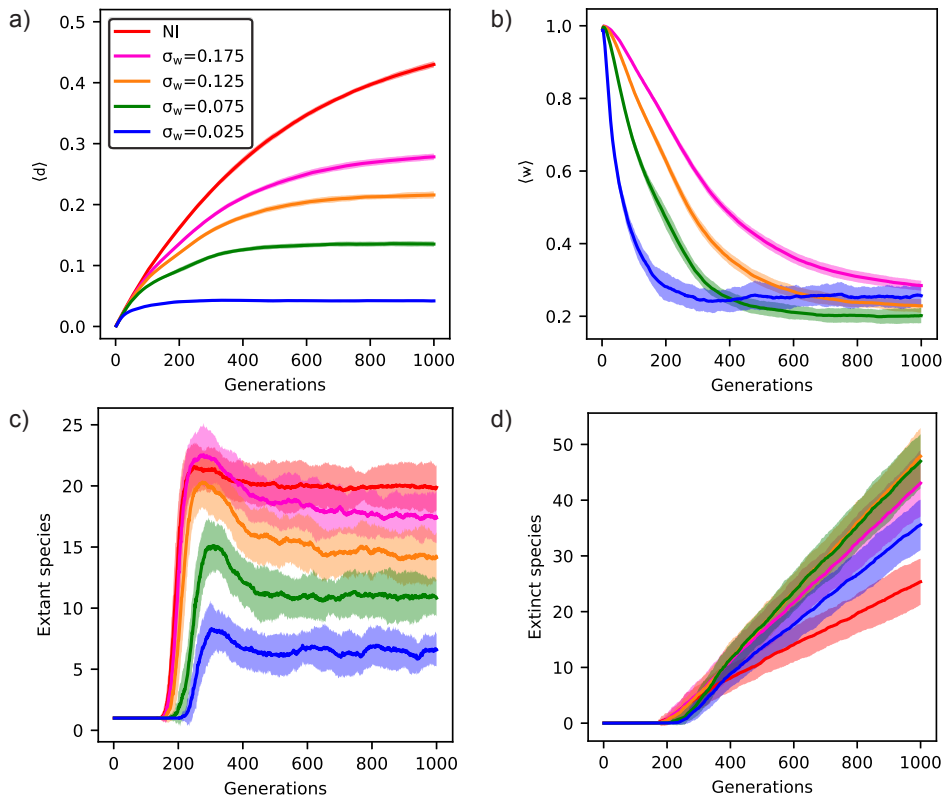 a)
0.5
0.4
0.3
0.2
0.1
0.0
⟨d⟩
NI
σw=0.175
σw=0.125
σw=0.075
σw=0.025
0 200 400 600 800 1000
Generations
b)
1.0
0.8
0.6
0.4
0.2
⟨w⟩
0 200 400 600 800 1000
Generations
c)
25
20
15
10
5
0
Extant species
0 200 400 600 800 1000
Generations
d)
50
40
30
20
10
0
Extinct species
0 200 400 600 800 1000
Generations